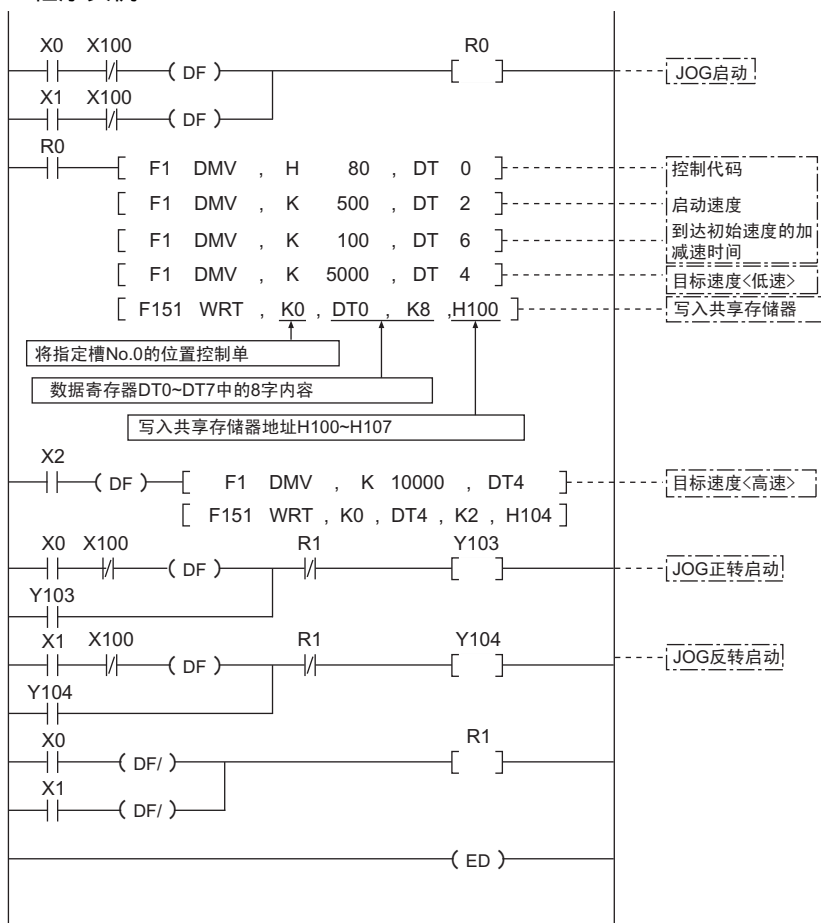 X0 X100 R0
( DF ) JOG启动
X1 X100
( DF )
R0
[ F1 DMV , H 80 , DT 0 ] 控制代码
[ F1 DMV , K 500 , DT 2 ] 启动速度
[ F1 DMV , K 100 , DT 6 ] 到达初始速度的加
减速时间
[ F1 DMV , K 5000 , DT 4 ] 目标速度<低速>
[ F151 WRT , K0 , DT0 , K8 ,H100 ] 写入共享存储器
将指定槽No.0的位置控制单
数据寄存器DT0~DT7中的8字内容
写入共享存储器地址H100~H107
X2
( DF ) [ F1 DMV , K 10000 , DT4 ] 目标速度<高速>
[ F151 WRT , K0 , DT4 , K2 , H104 ]
X0 X100 R1 Y103
( DF ) JOG正转启动
Y103
X1 X100 R1 Y104
( DF ) JOG反转启动
Y104
X0 R1
( DF/ )
X1
( DF/ )
( ED )